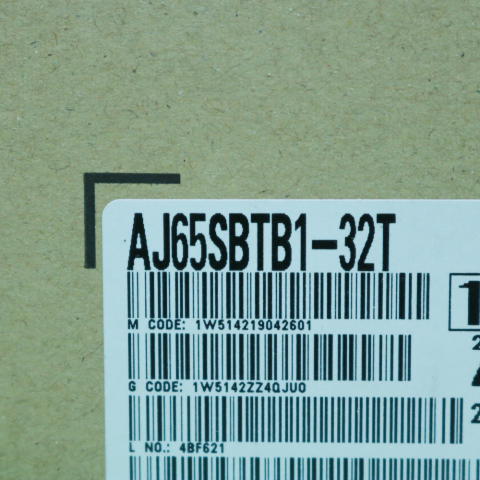 AJ65SBTB1-32T
M CODE: 1W514219042601
G CODE: 1W5142ZZ4QJU0
L NO.: 4BF621